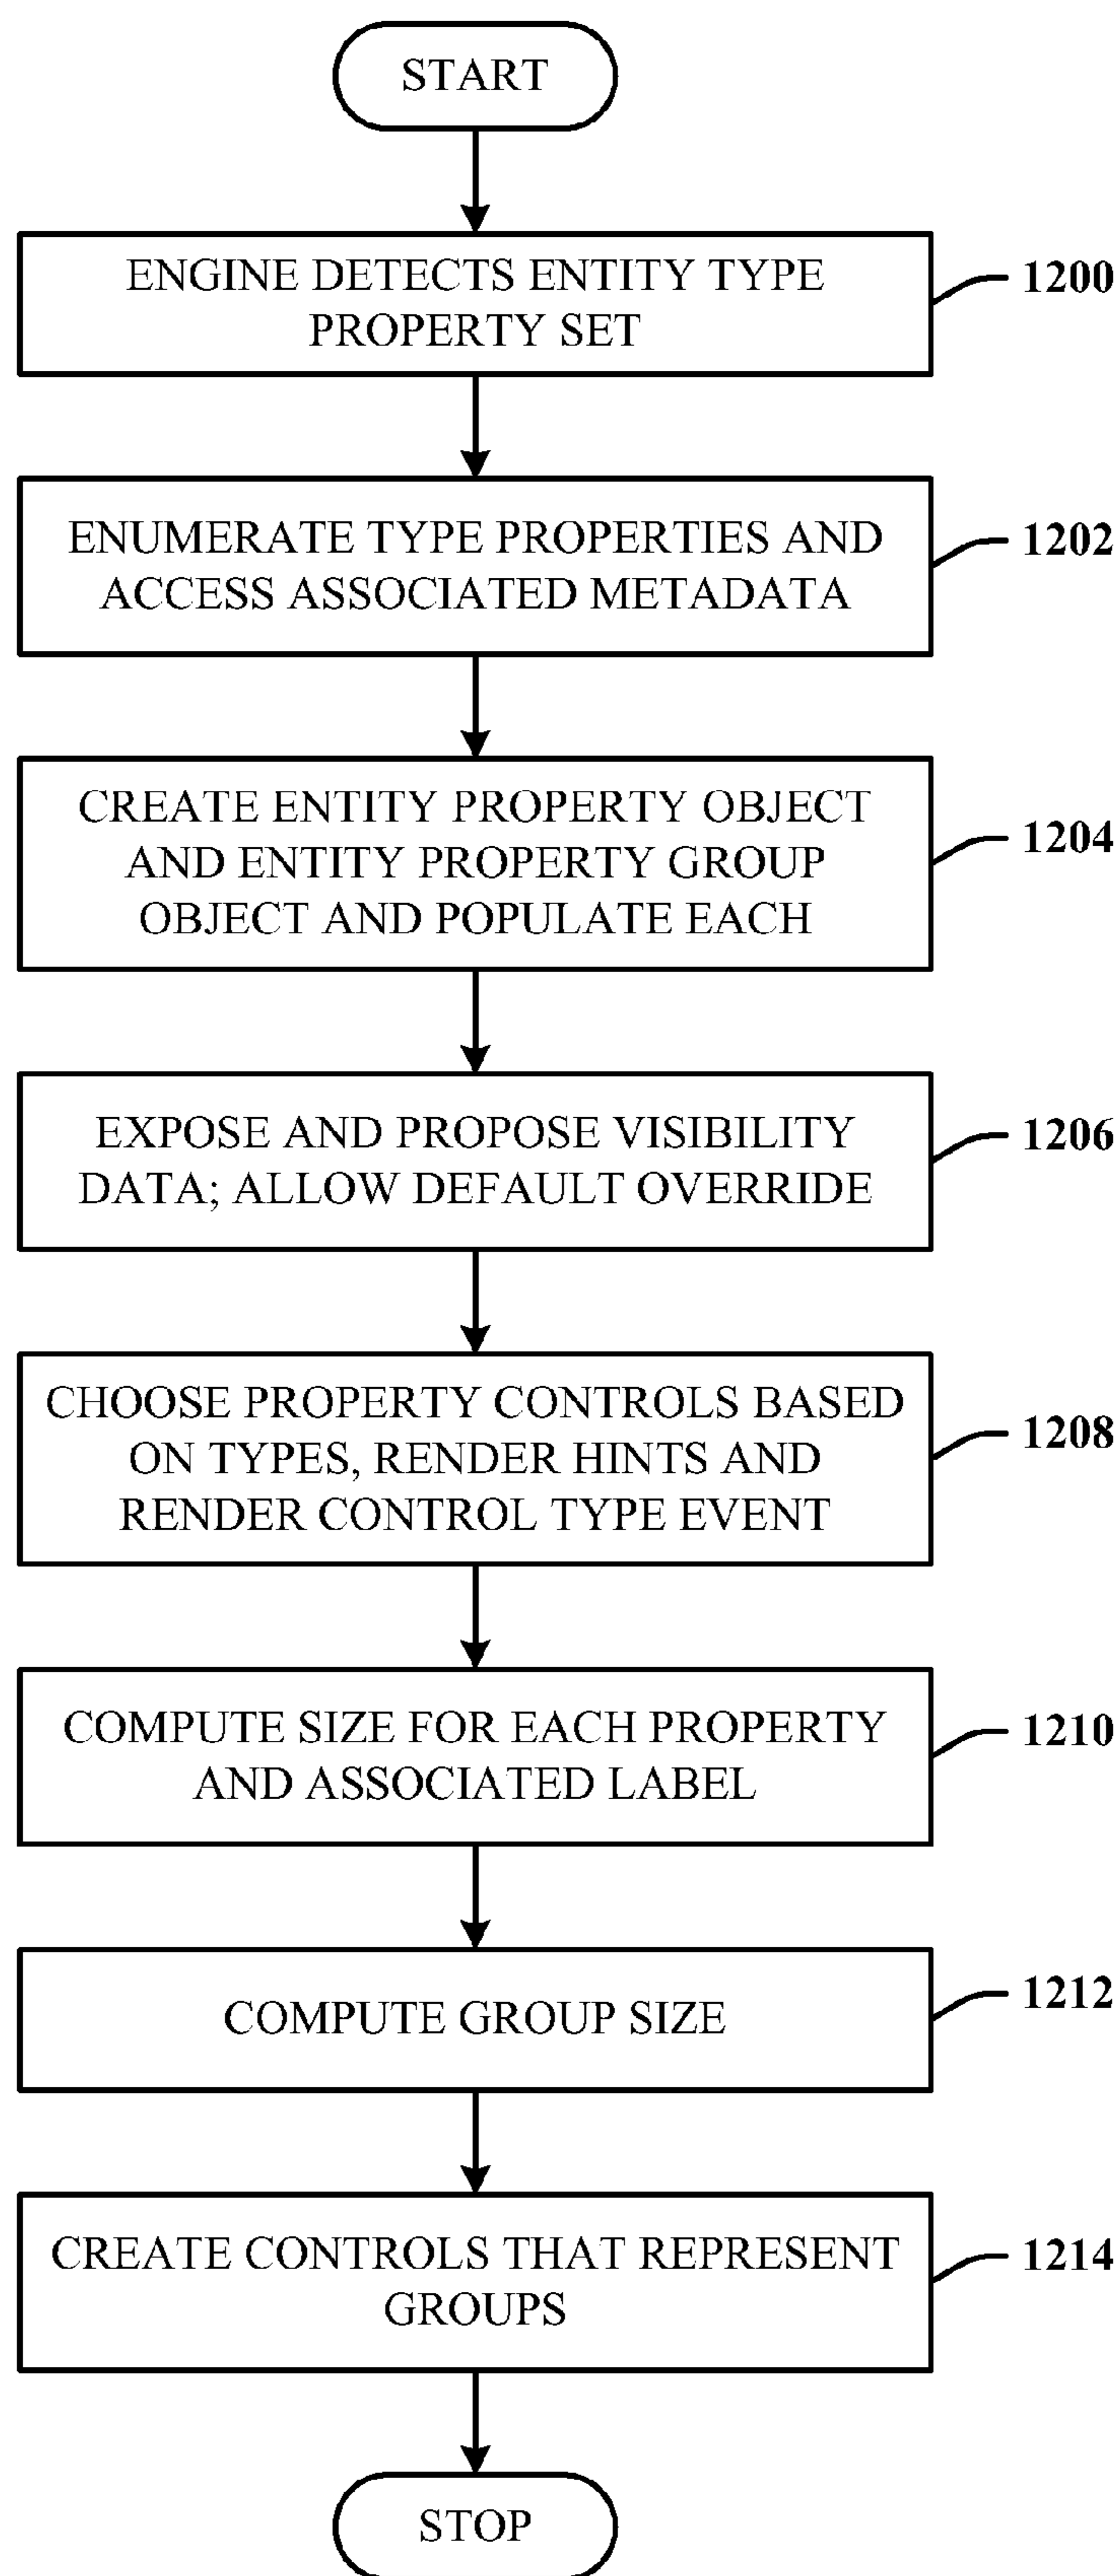 START
ENGINE DETECTS ENTITY TYPE
PROPERTY SET
1200
ENUMERATE TYPE PROPERTIES AND
ACCESS ASSOCIATED METADATA
1202
CREATE ENTITY PROPERTY OBJECT
AND ENTITY PROPERTY GROUP
OBJECT AND POPULATE EACH
1204
EXPOSE AND PROPOSE VISIBILITY
DATA; ALLOW DEFAULT OVERRIDE
1206
CHOOSE PROPERTY CONTROLS BASED
ON TYPES, RENDER HINTS AND
RENDER CONTROL TYPE EVENT
1208
COMPUTE SIZE FOR EACH PROPERTY
AND ASSOCIATED LABEL
1210
COMPUTE GROUP SIZE
1212
CREATE CONTROLS THAT REPRESENT
GROUPS
1214
STOP